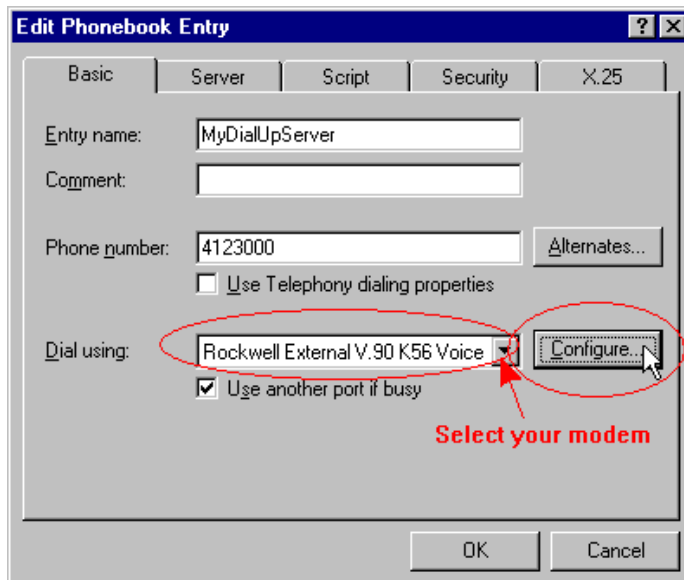 Edit Phonebook Entry
Basic Server Script Security X.25
Entry name: MyDialUpServer
Comment:
Phone number: 4123000 Alternates...
Use Telephony dialing properties
Dial using: Rockwell External V.90 K56 Voice Configure...
Use another port if busy
Select your modem
OK Cancel